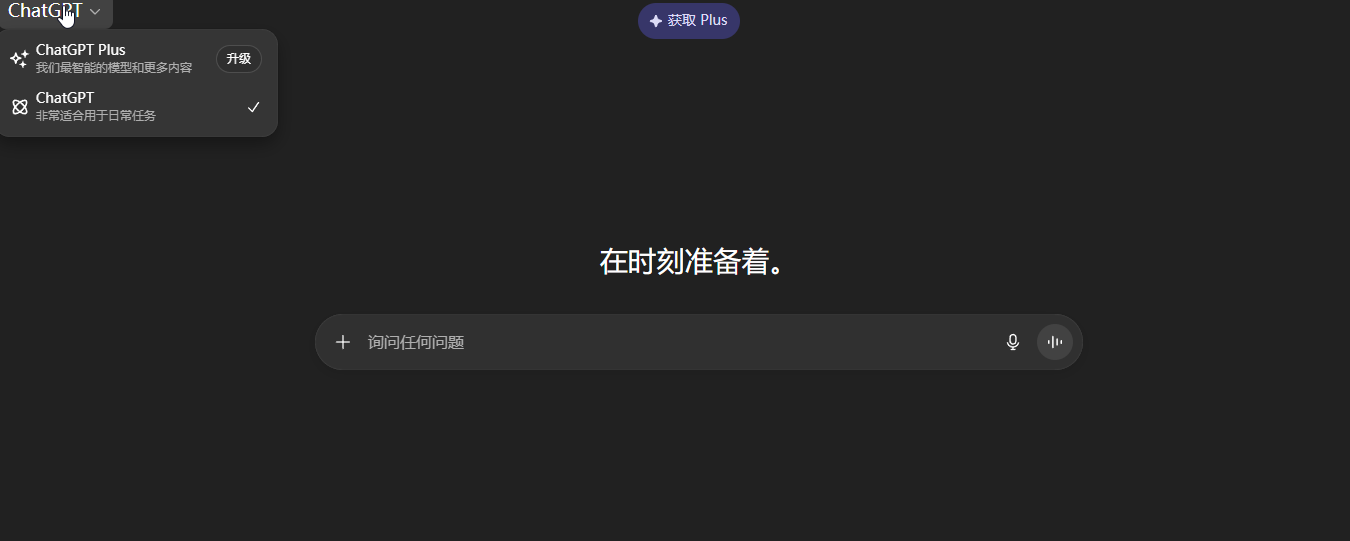 ChatGPT
获取 Plus
ChatGPT Plus
我们最智能的模型和更多内容
升级
ChatGPT
非常适合用于日常任务
在时刻准备着。
询问任何问题